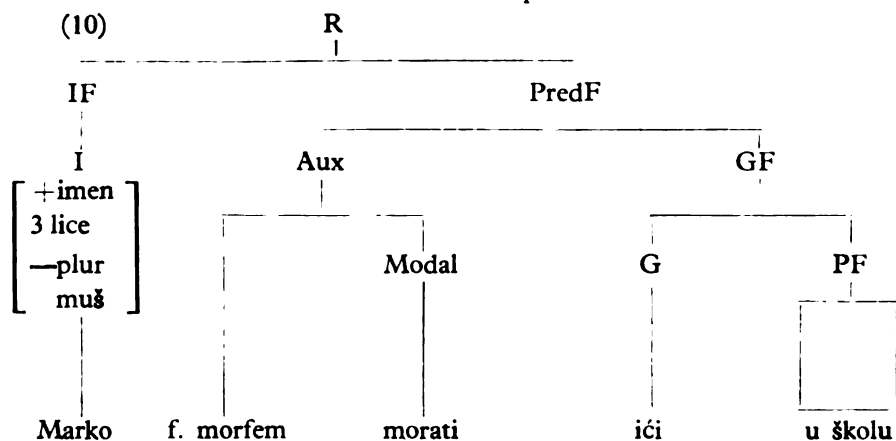 (10) R
IF PredF
I Aux GF
+imen
3 lice
—plur Modal G PF
muš
Marko f. morfem morati ići u školu